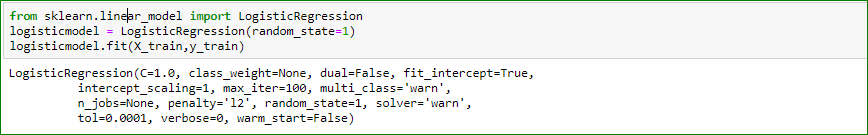 from sklearn.linear_model import LogisticRegression
logisticmodel = LogisticRegression(random_state=1)
logisticmodel.fit(X_train,y_train)
LogisticRegression(C=1.0, class_weight=None, dual=False, fit_intercept=True,
intercept_scaling=1, max_iter=100, multi_class='warn',
n_jobs=None, penalty='l2', random_state=1, solver='warn',
tol=0.0001, verbose=0, warm_start=False)